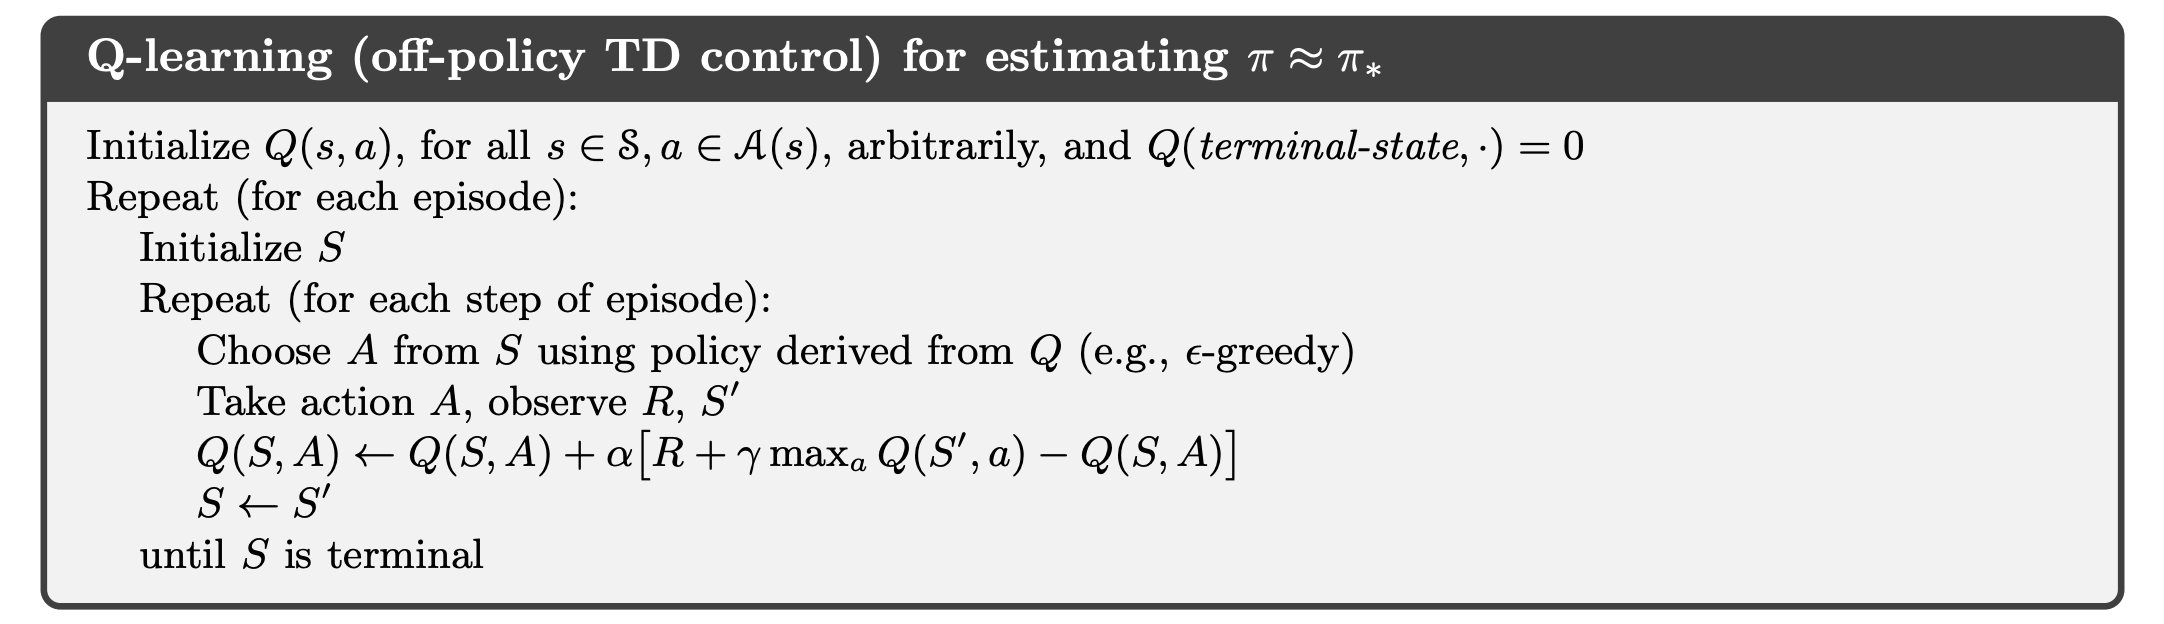 Q-learning (off-policy TD control) for estimating π ≈ π∗
Initialize Q(s, a), for all s ∈ 𝒮, a ∈ 𝒜(s), arbitrarily, and Q(terminal-state, ·) = 0
Repeat (for each episode):
Initialize S
Repeat (for each step of episode):
Choose A from S using policy derived from Q (e.g., ϵ-greedy)
Take action A, observe R, S′
Q(S, A) ← Q(S, A) + α[R + γ maxₐ Q(S′, a) − Q(S, A)]
S ← S′
until S is terminal